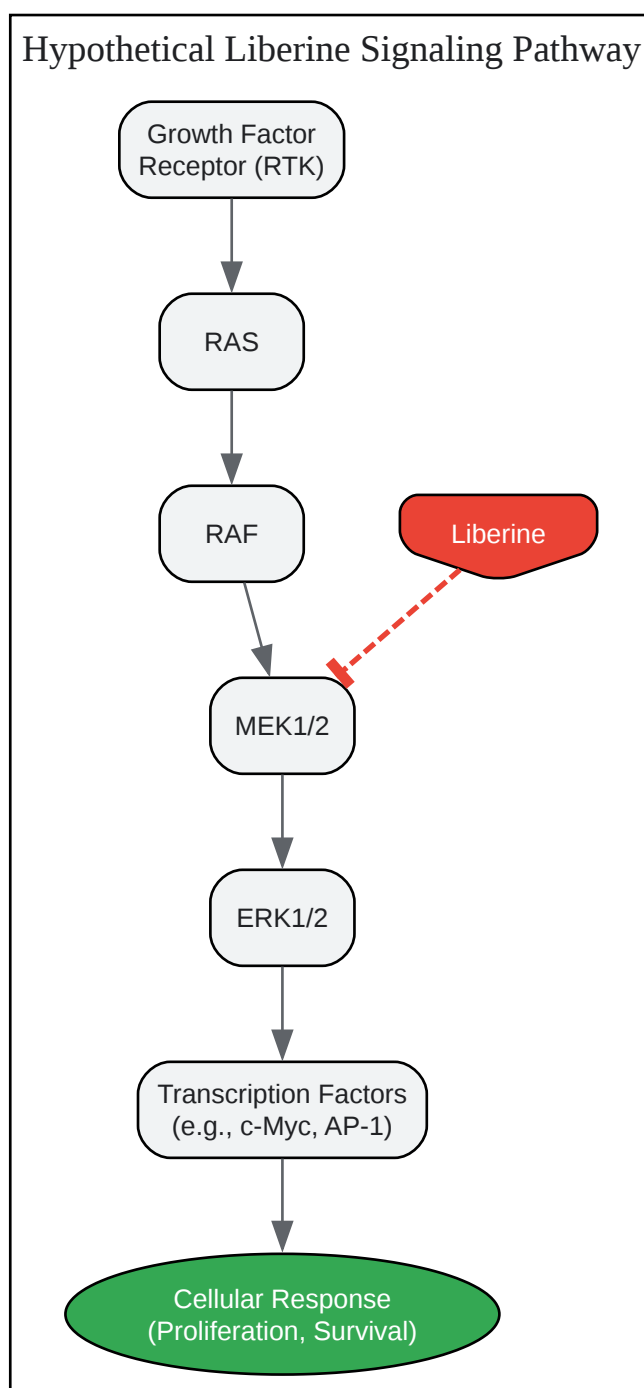 Hypothetical Liberine Signaling Pathway
Growth Factor
Receptor (RTK)
RAS
RAF
Liberine
MEK1/2
ERK1/2
Transcription Factors
(e.g., c-Myc, AP-1)
Cellular Response
(Proliferation, Survival)